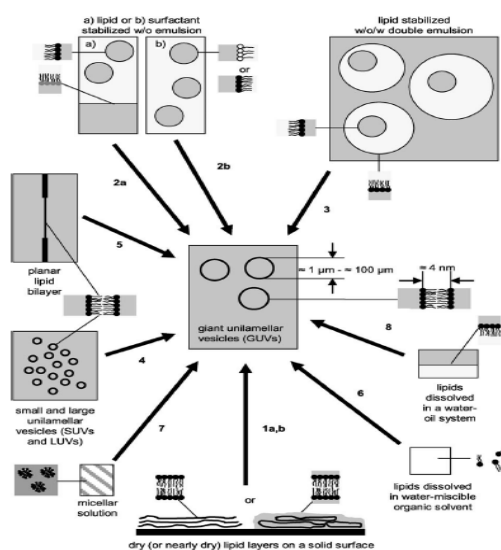 a) lipid or b) surfactant
stabilized w/o emulsion
lipid stabilized
w/o/w double emulsion
a)
b)
or
2a
2b
3
5
planar
lipid
bilayer
≈ 1 µm - ≈ 100 µm
≈ 4 nm
giant unilamellar
vesicles (GUVs)
4
8
small and large
unilamellar
vesicles (SUVs
and LUVs)
lipids
dissolved
in a water-
oil system
7
1a,b
6
micellar
solution
or
lipids dissolved
in water-miscible
organic solvent
dry (or nearly dry) lipid layers on a solid surface